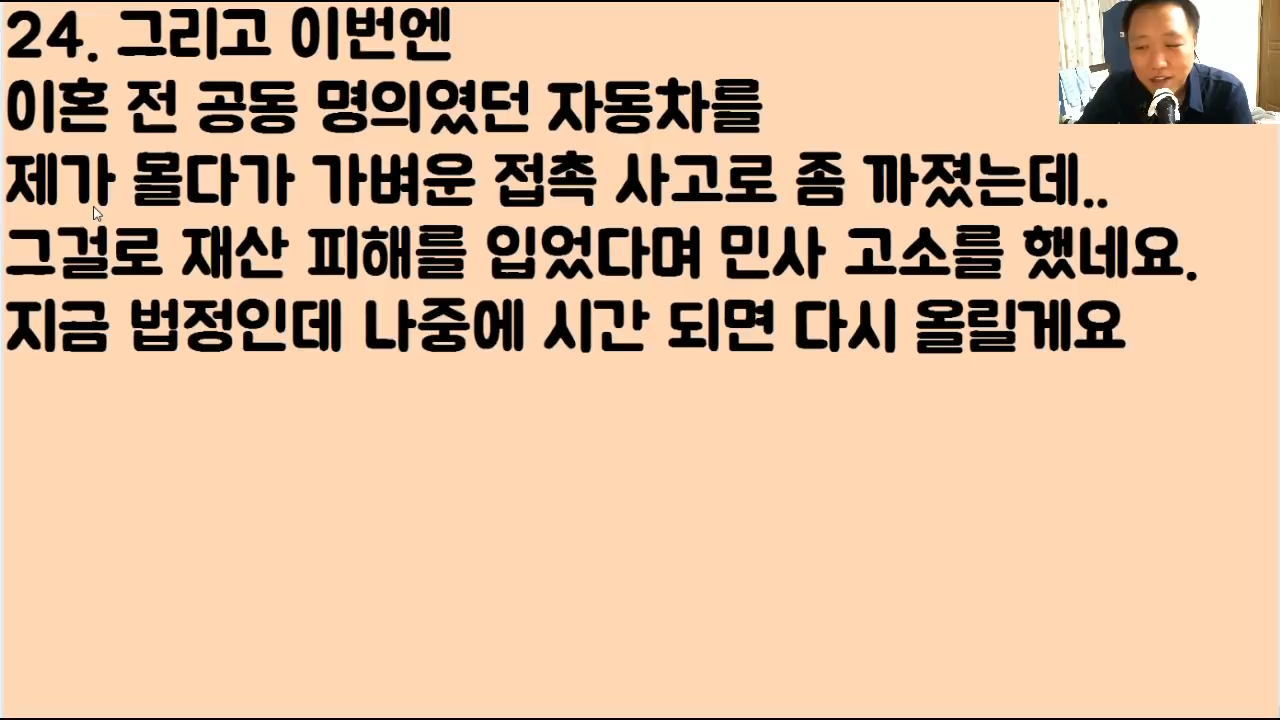 24. 그리고 이번엔
이혼 전 공동 명의였던 자동차를
제가 몰다가 가벼운 접촉 사고로 좀 까졌는데..
그걸로 재산 피해를 입었다며 민사 고소를 했네요.
지금 법정인데 나중에 시간 되면 다시 올릴게요